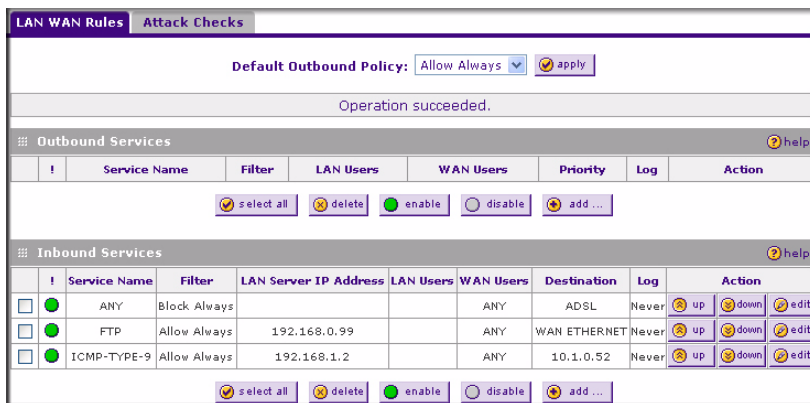 LAN WAN Rules Attack Checks
Default Outbound Policy: Allow Always apply
Operation succeeded.
Outbound Services ? help
! Service Name Filter LAN Users WAN Users Priority Log Action
select all delete enable disable add ...
Inbound Services ? help
! Service Name Filter LAN Server IP Address LAN Users WAN Users Destination Log Action
ANY Block Always ANY ADSL Never up down edit
FTP Allow Always 192.168.0.99 ANY WAN ETHERNET Never up down edit
ICMP-TYPE-9 Allow Always 192.168.1.2 ANY 10.1.0.52 Never up down edit
select all delete enable disable add ...